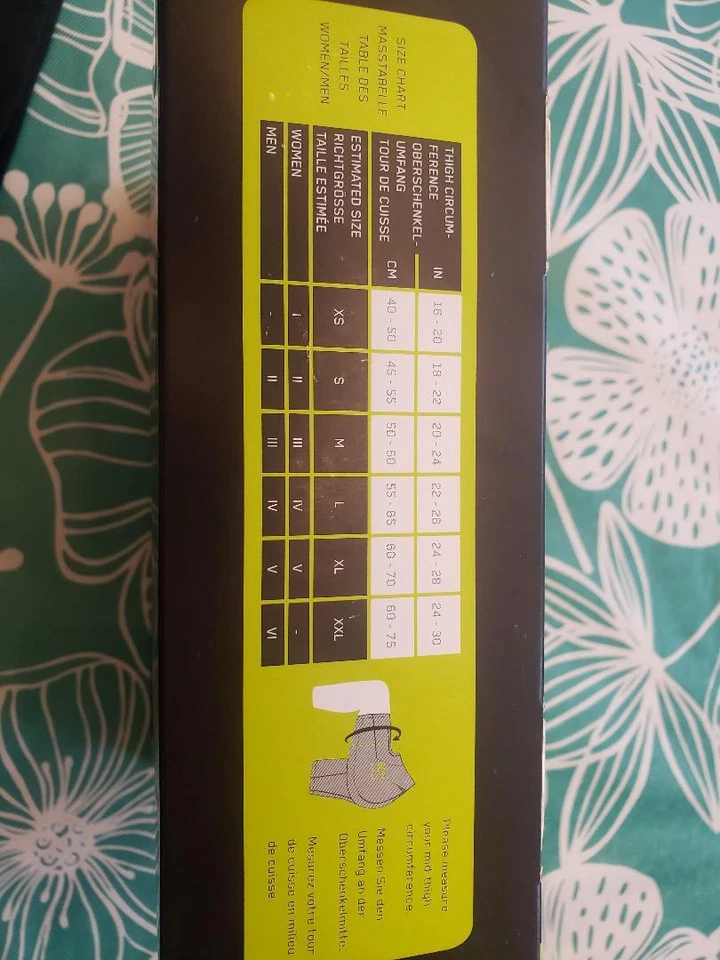 SIZE CHART
MASSTABELLE
TABLE DES
TAILLES
WOMEN/MEN
THIGH CIRCUM-
FERENCE
OBERSCHENKEL-
UMFANG
TOUR DE CUISSE
IN 16 - 20 18 - 22 20 - 24 22 - 26 24 - 28 24 - 30
CM 40 - 50 45 - 55 50 - 60 55 - 65 60 - 70 60 - 75
ESTIMATED SIZE
RICHTGRÖSSE
TAILLE ESTIMÉE
XS S M L XL XXL
WOMEN I II III IV V -
MEN - II III IV V VI
Please measure
your mid thigh
circumference
Messen Sie den
Umfang an der
Oberschenkelmitte.
Mesurez votre tour
de cuisse en milieu
de cuisse